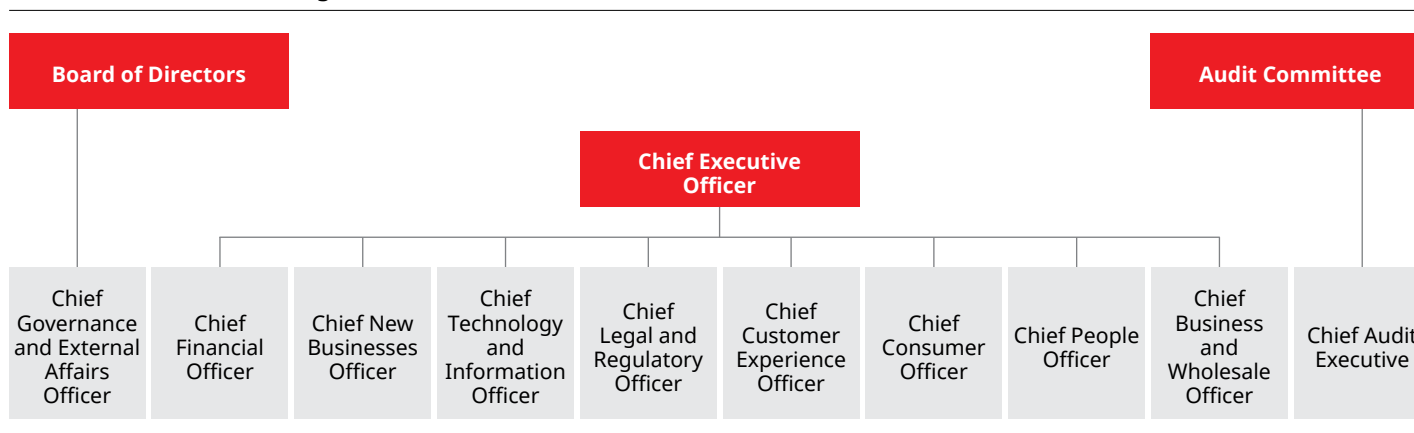 Board of Directors
Audit Committee
Chief Executive
Officer
Chief
Governance
and External
Affairs
Officer
Chief
Financial
Officer
Chief New
Businesses
Officer
Chief
Technology
and
Information
Officer
Chief
Legal and
Regulatory
Officer
Chief
Customer
Experience
Officer
Chief
Consumer
Officer
Chief People
Officer
Chief
Business
and
Wholesale
Officer
Chief Audit
Executive